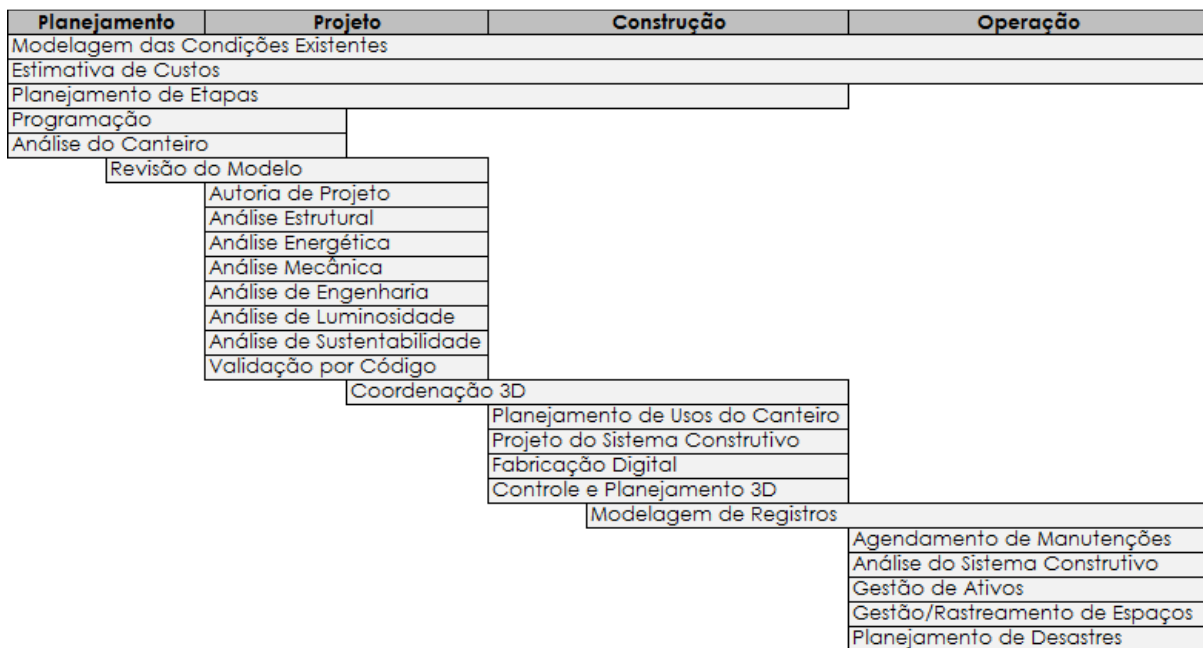 Planejamento Projeto Construção Operação
Modelagem das Condições Existentes
Estimativa de Custos
Planejamento de Etapas
Programação
Análise do Canteiro
Revisão do Modelo
Autoria de Projeto
Análise Estrutural
Análise Energética
Análise Mecânica
Análise de Engenharia
Análise de Luminosidade
Análise de Sustentabilidade
Validação por Código
Coordenação 3D
Planejamento de Usos do Canteiro
Projeto do Sistema Construtivo
Fabricação Digital
Controle e Planejamento 3D
Modelagem de Registros
Agendamento de Manutenções
Análise do Sistema Construtivo
Gestão de Ativos
Gestão/Rastreamento de Espaços
Planejamento de Desastres